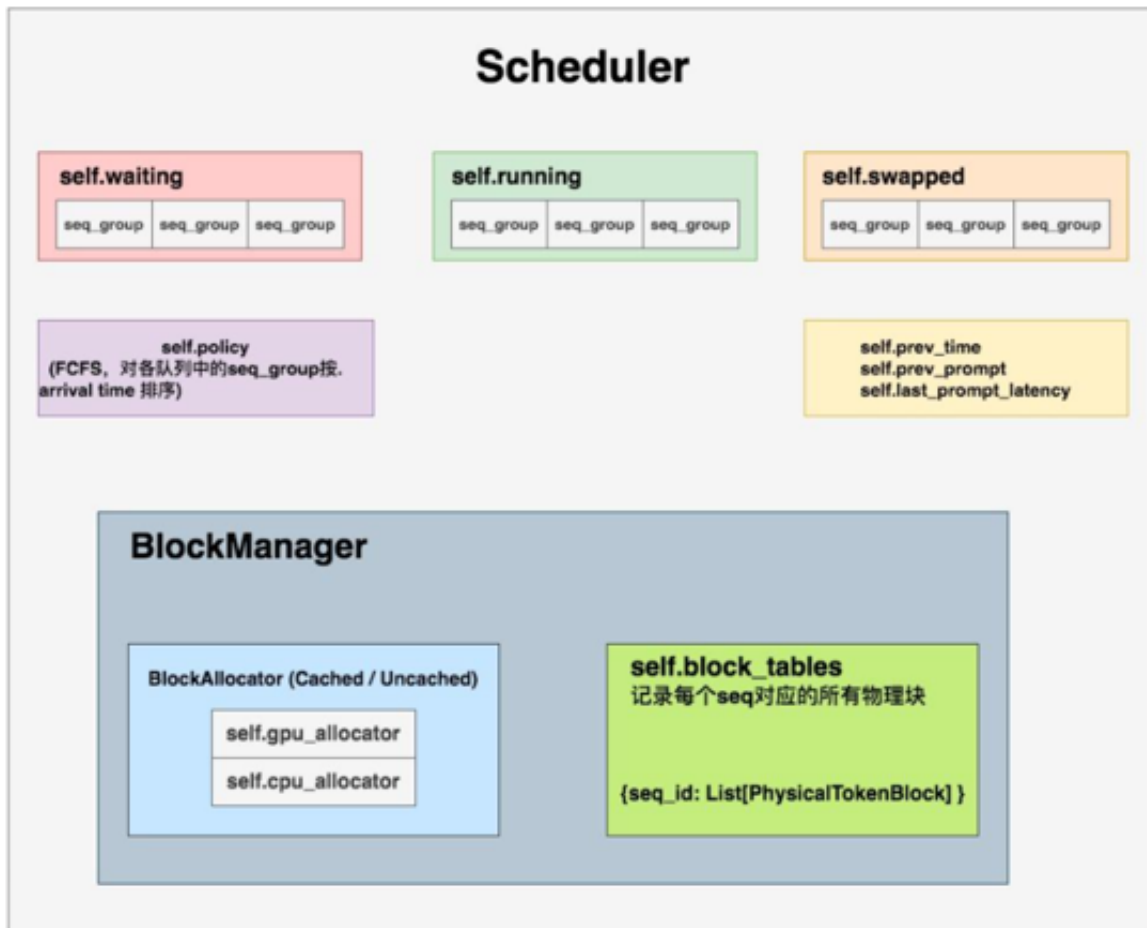 Scheduler
self.waiting
seq_group seq_group seq_group
self.running
seq_group seq_group seq_group
self.swapped
seq_group seq_group seq_group
self.policy
(FCFS，对各队列中的seq_group按.
arrival time 排序)
self.prev_time
self.prev_prompt
self.last_prompt_latency
BlockManager
BlockAllocator (Cached / Uncached)
self.gpu_allocator
self.cpu_allocator
self.block_tables
记录每个seq对应的所有物理块
{seq_id: List[PhysicalTokenBlock] }